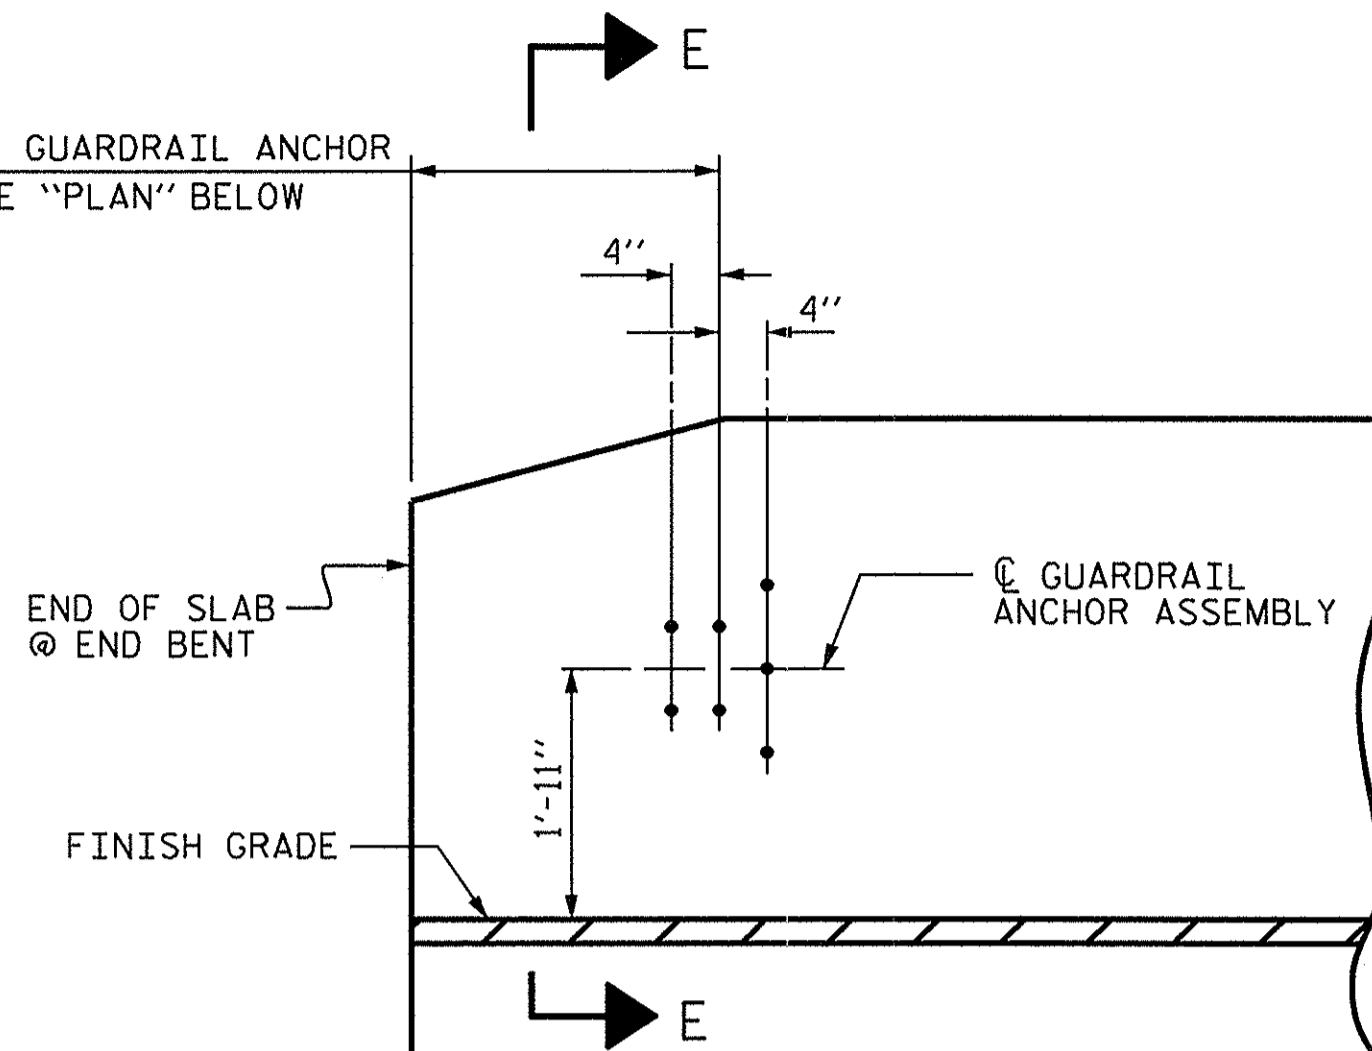 E
GUARDRAIL ANCHOR
"PLAN" BELOW
4"
4"
℄ GUARDRAIL
ANCHOR ASSEMBLY
END OF SLAB
@ END BENT
1'-11"
FINISH GRADE
E